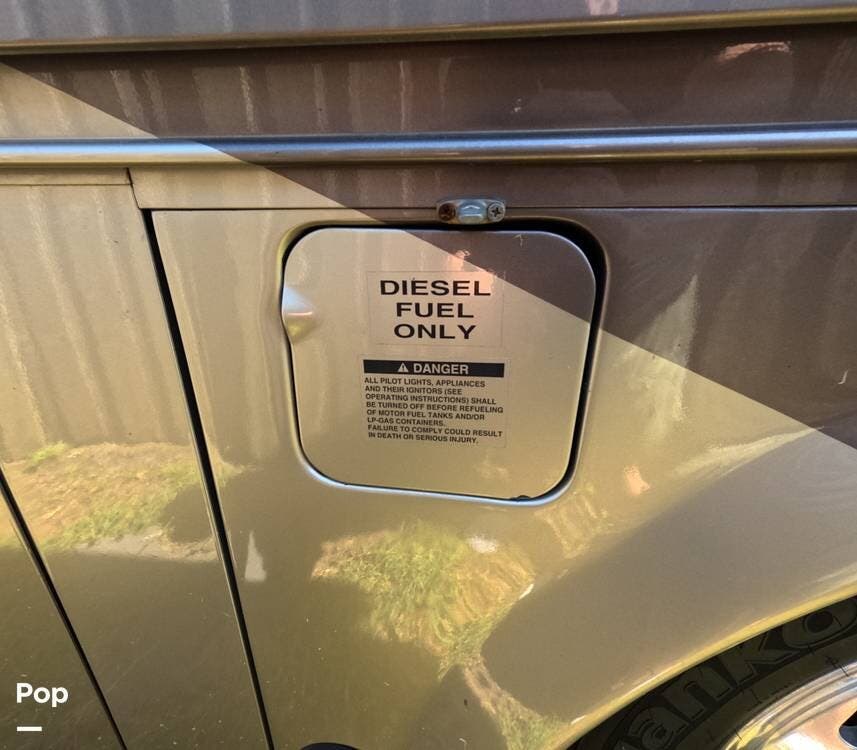 DIESEL
FUEL
ONLY
⚠ DANGER
ALL PILOT LIGHTS, APPLIANCES
AND THEIR IGNITORS (SEE
OPERATING INSTRUCTIONS) SHALL
BE TURNED OFF BEFORE REFUELING
OF MOTOR FUEL TANKS AND/OR
LP-GAS CONTAINERS.
FAILURE TO COMPLY COULD RESULT
IN DEATH OR SERIOUS INJURY.
Pop